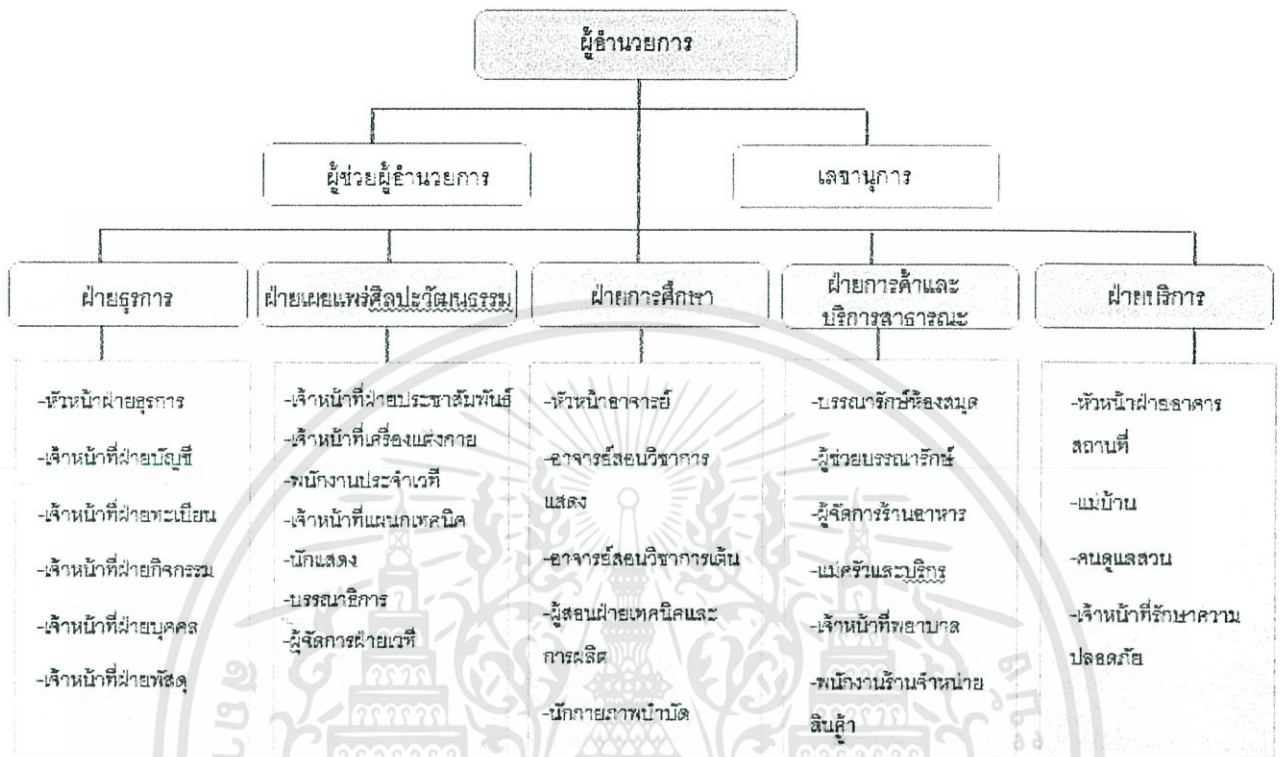 ผู้อำนวยการ
ผู้ช่วยผู้อำนวยการ
เลขานุการ
ฝ่ายธุรการ
-หัวหน้าฝ่ายธุรการ
-เจ้าหน้าที่ฝ่ายบัญชี
-เจ้าหน้าที่ฝ่ายทะเบียน
-เจ้าหน้าที่ฝ่ายกิจกรรม
-เจ้าหน้าที่ฝ่ายบุคคล
-เจ้าหน้าที่ฝ่ายพัสดุ
ฝ่ายเผยแพร่ศิลปะวัฒนธรรม
-เจ้าหน้าที่ฝ่ายประชาสัมพันธ์
-เจ้าหน้าที่เครื่องแต่งกาย
-พนักงานประจำเวที
-เจ้าหน้าที่แผนกเทคนิค
-นักแสดง
-บรรณาธิการ
-ผู้จัดการฝ่ายเวที
ฝ่ายการศึกษา
-หัวหน้าอาจารย์
-อาจารย์สอนวิชาการ
แสดง
-อาจารย์สอนวิชาการเต้น
-ผู้สอนฝ่ายเทคนิคและ
การผลิต
-นักกายภาพบำบัด
ฝ่ายการค้าและ
บริการสาธารณะ
-บรรณารักษ์ห้องสมุด
-ผู้ช่วยบรรณารักษ์
-ผู้จัดการร้านอาหาร
-แม่ครัวและบริกร
-เจ้าหน้าที่พยาบาล
-พนักงานร้านจำหน่าย
สินค้า
ฝ่ายบริการ
-หัวหน้าฝ่ายอาคาร
สถานที่
-แม่บ้าน
-คนดูแลสวน
-เจ้าหน้าที่รักษาความ
ปลอดภัย